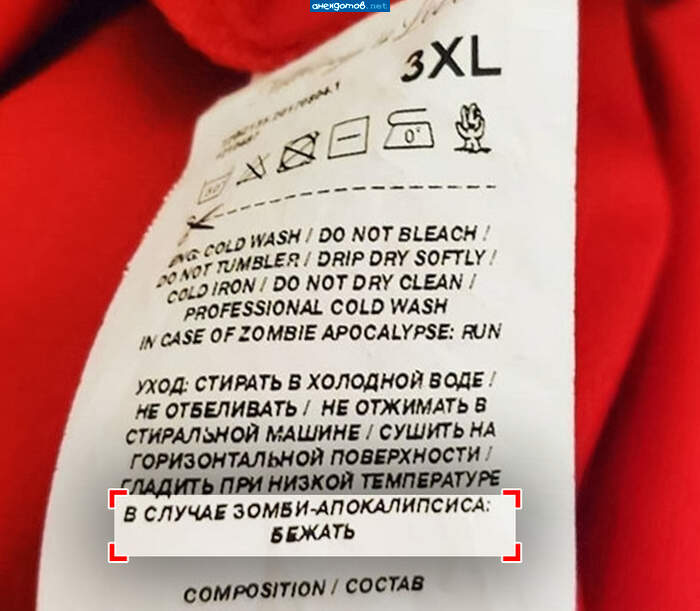 анекдотов.net
3XL
0°
ENG: COLD WASH / DO NOT BLEACH /
DO NOT TUMBLER / DRIP DRY SOFTLY /
COLD IRON / DO NOT DRY CLEAN /
PROFESSIONAL COLD WASH
IN CASE OF ZOMBIE APOCALYPSE: RUN
УХОД: СТИРАТЬ В ХОЛОДНОЙ ВОДЕ /
НЕ ОТБЕЛИВАТЬ / НЕ ОТЖИМАТЬ В
СТИРАЛЬНОЙ МАШИНЕ / СУШИТЬ НА
ГОРИЗОНТАЛЬНОЙ ПОВЕРХНОСТИ /
ГЛАДИТЬ ПРИ НИЗКОЙ ТЕМПЕРАТУРЕ
В СЛУЧАЕ ЗОМБИ-АПОКАЛИПСИСА:
БЕЖАТЬ
COMPOSITION / СОСТАВ